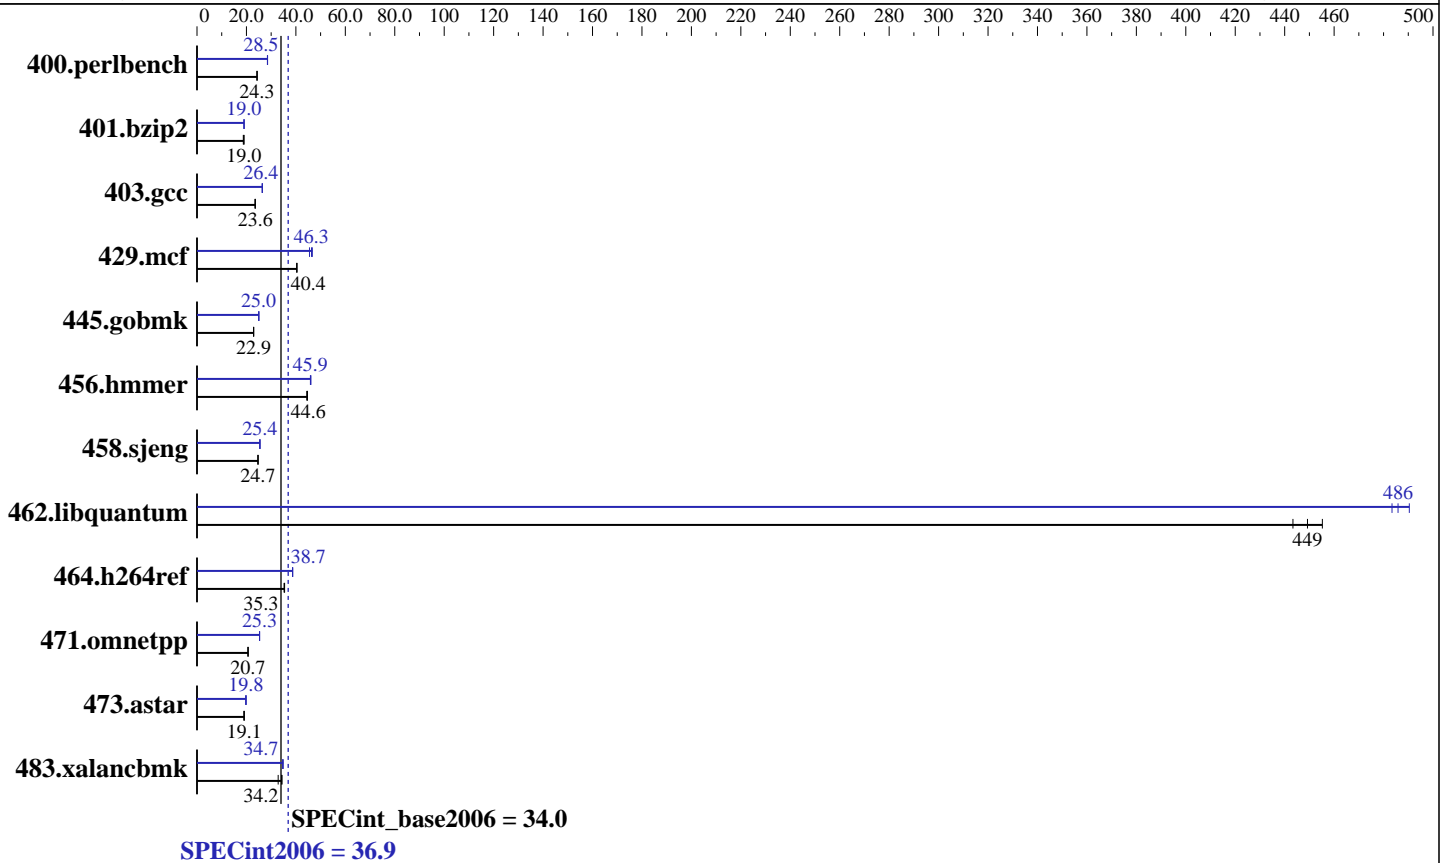 0 20.0 40.0 60.0 80.0 100 120 140 160 180 200 220 240 260 280 300 320 340 360 380 400 420 440 460 500
28.5
400.perlbench
24.3
19.0
401.bzip2
19.0
26.4
403.gcc
23.6
46.3
429.mcf
40.4
25.0
445.gobmk
22.9
45.9
456.hmmer
44.6
25.4
458.sjeng
24.7
486
462.libquantum
449
38.7
464.h264ref
35.3
25.3
471.omnetpp
20.7
19.8
473.astar
19.1
34.7
483.xalancbmk
34.2
SPECint_base2006 = 34.0
SPECint2006 = 36.9